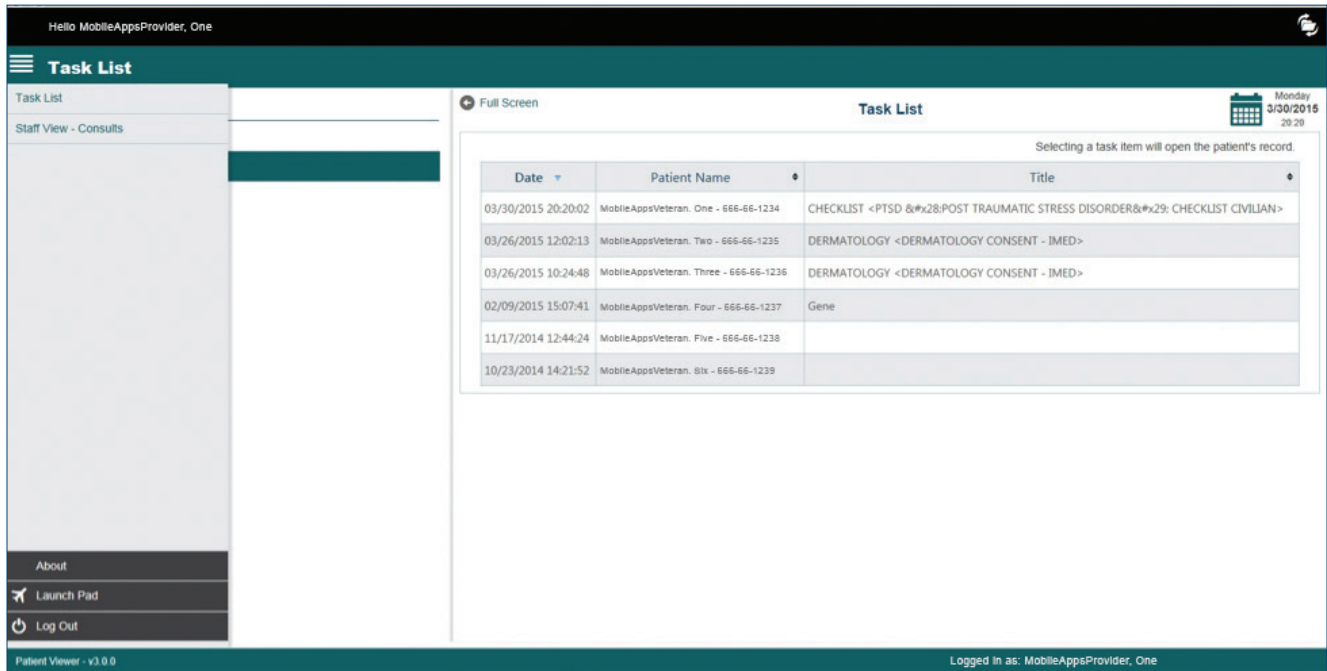 Hello MobileAppsProvider, One
Task List
Task List
Staff View - Consults
Full Screen
Task List
Monday
3/30/2015
20:20
Selecting a task item will open the patient's record.
Date Patient Name Title
03/30/2015 20:20:02 MobileAppsVeteran. One - 666-66-1234 CHECKLIST <PTSD &#x28:POST TRAUMATIC STRESS DISORDER&#x29: CHECKLIST CIVILIAN>
03/26/2015 12:02:13 MobileAppsVeteran. Two - 666-66-1235 DERMATOLOGY <DERMATOLOGY CONSENT - IMED>
03/26/2015 10:24:48 MobileAppsVeteran. Three - 666-66-1236 DERMATOLOGY <DERMATOLOGY CONSENT - IMED>
02/09/2015 15:07:41 MobileAppsVeteran. Four - 666-66-1237 Gene
11/17/2014 12:44:24 MobileAppsVeteran. Five - 666-66-1238
10/23/2014 14:21:52 MobileAppsVeteran. Six - 666-66-1239
About
Launch Pad
Log Out
Patient Viewer - v3.0.0
Logged in as: MobileAppsProvider, One